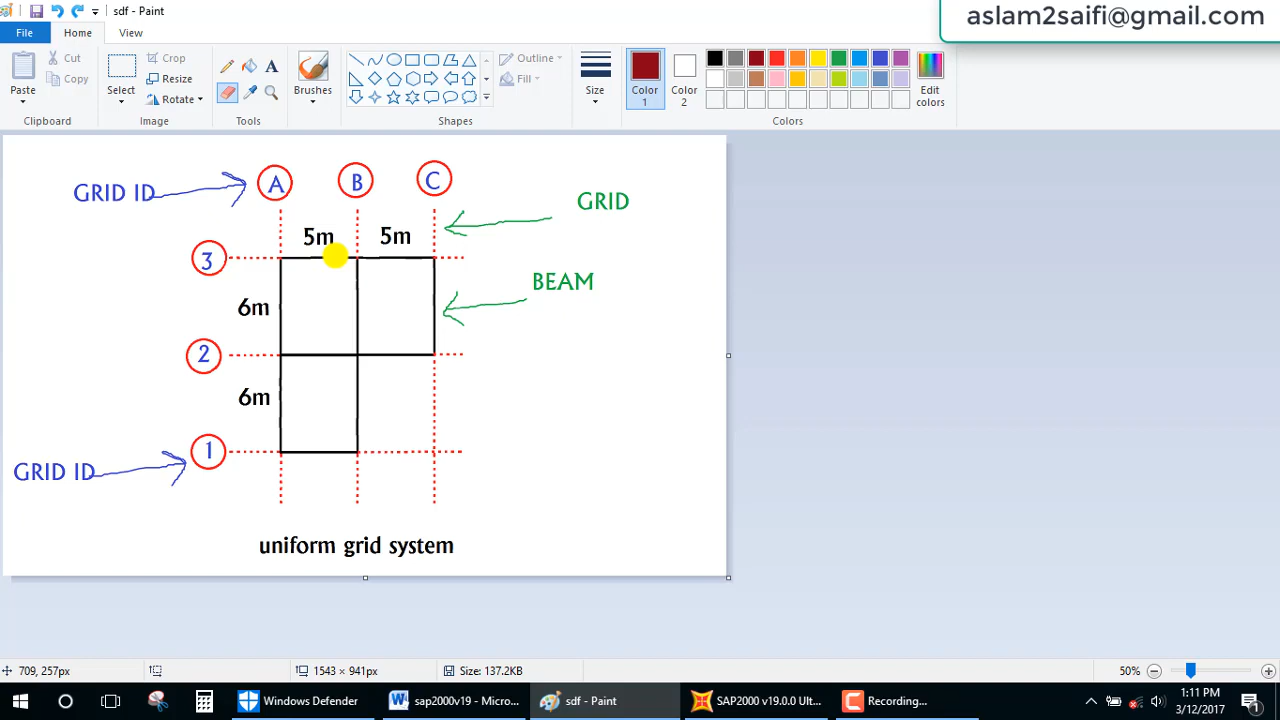 sdf - Paint
aslam2saifi@gmail.com
File Home View
Cut Crop Outline
Copy Resize Fill
Paste Select Rotate Brushes Size Color 1 Color 2 Edit colors
Clipboard Image Tools Shapes Colors
GRID ID A B C
GRID
5m 5m
3
BEAM
6m
2
6m
1
GRID ID
uniform grid system
709, 257px 1543 × 941px Size: 137.2KB 50%
Windows Defender sap2000v19 - Micro... sdf - Paint SAP2000 v19.0.0 Ult... Recording... 1:11 PM
3/12/2017 1